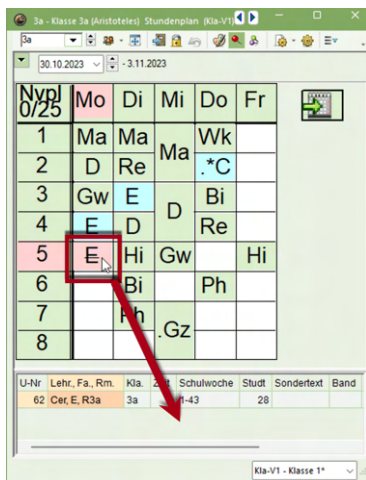 3a - Klasse 3a (Aristoteles) Stundenplan (Kla-V1)
3a
30.10.2023 - 3.11.2023
Nvpl 0/25 Mo Di Mi Do Fr
1 Ma Ma Ma Wk
2 D Re .*C
3 Gw E D Bi
4 E D Re
5 E Hi Gw Hi
6 Bi Ph
7 .Gz
8
U-Nr Lehr., Fa., Rm. Kla. Schulwoche Studt Sondertext Band
62 Cer, E, R3a 3a 1-43 28
Kla-V1 - Klasse 1*